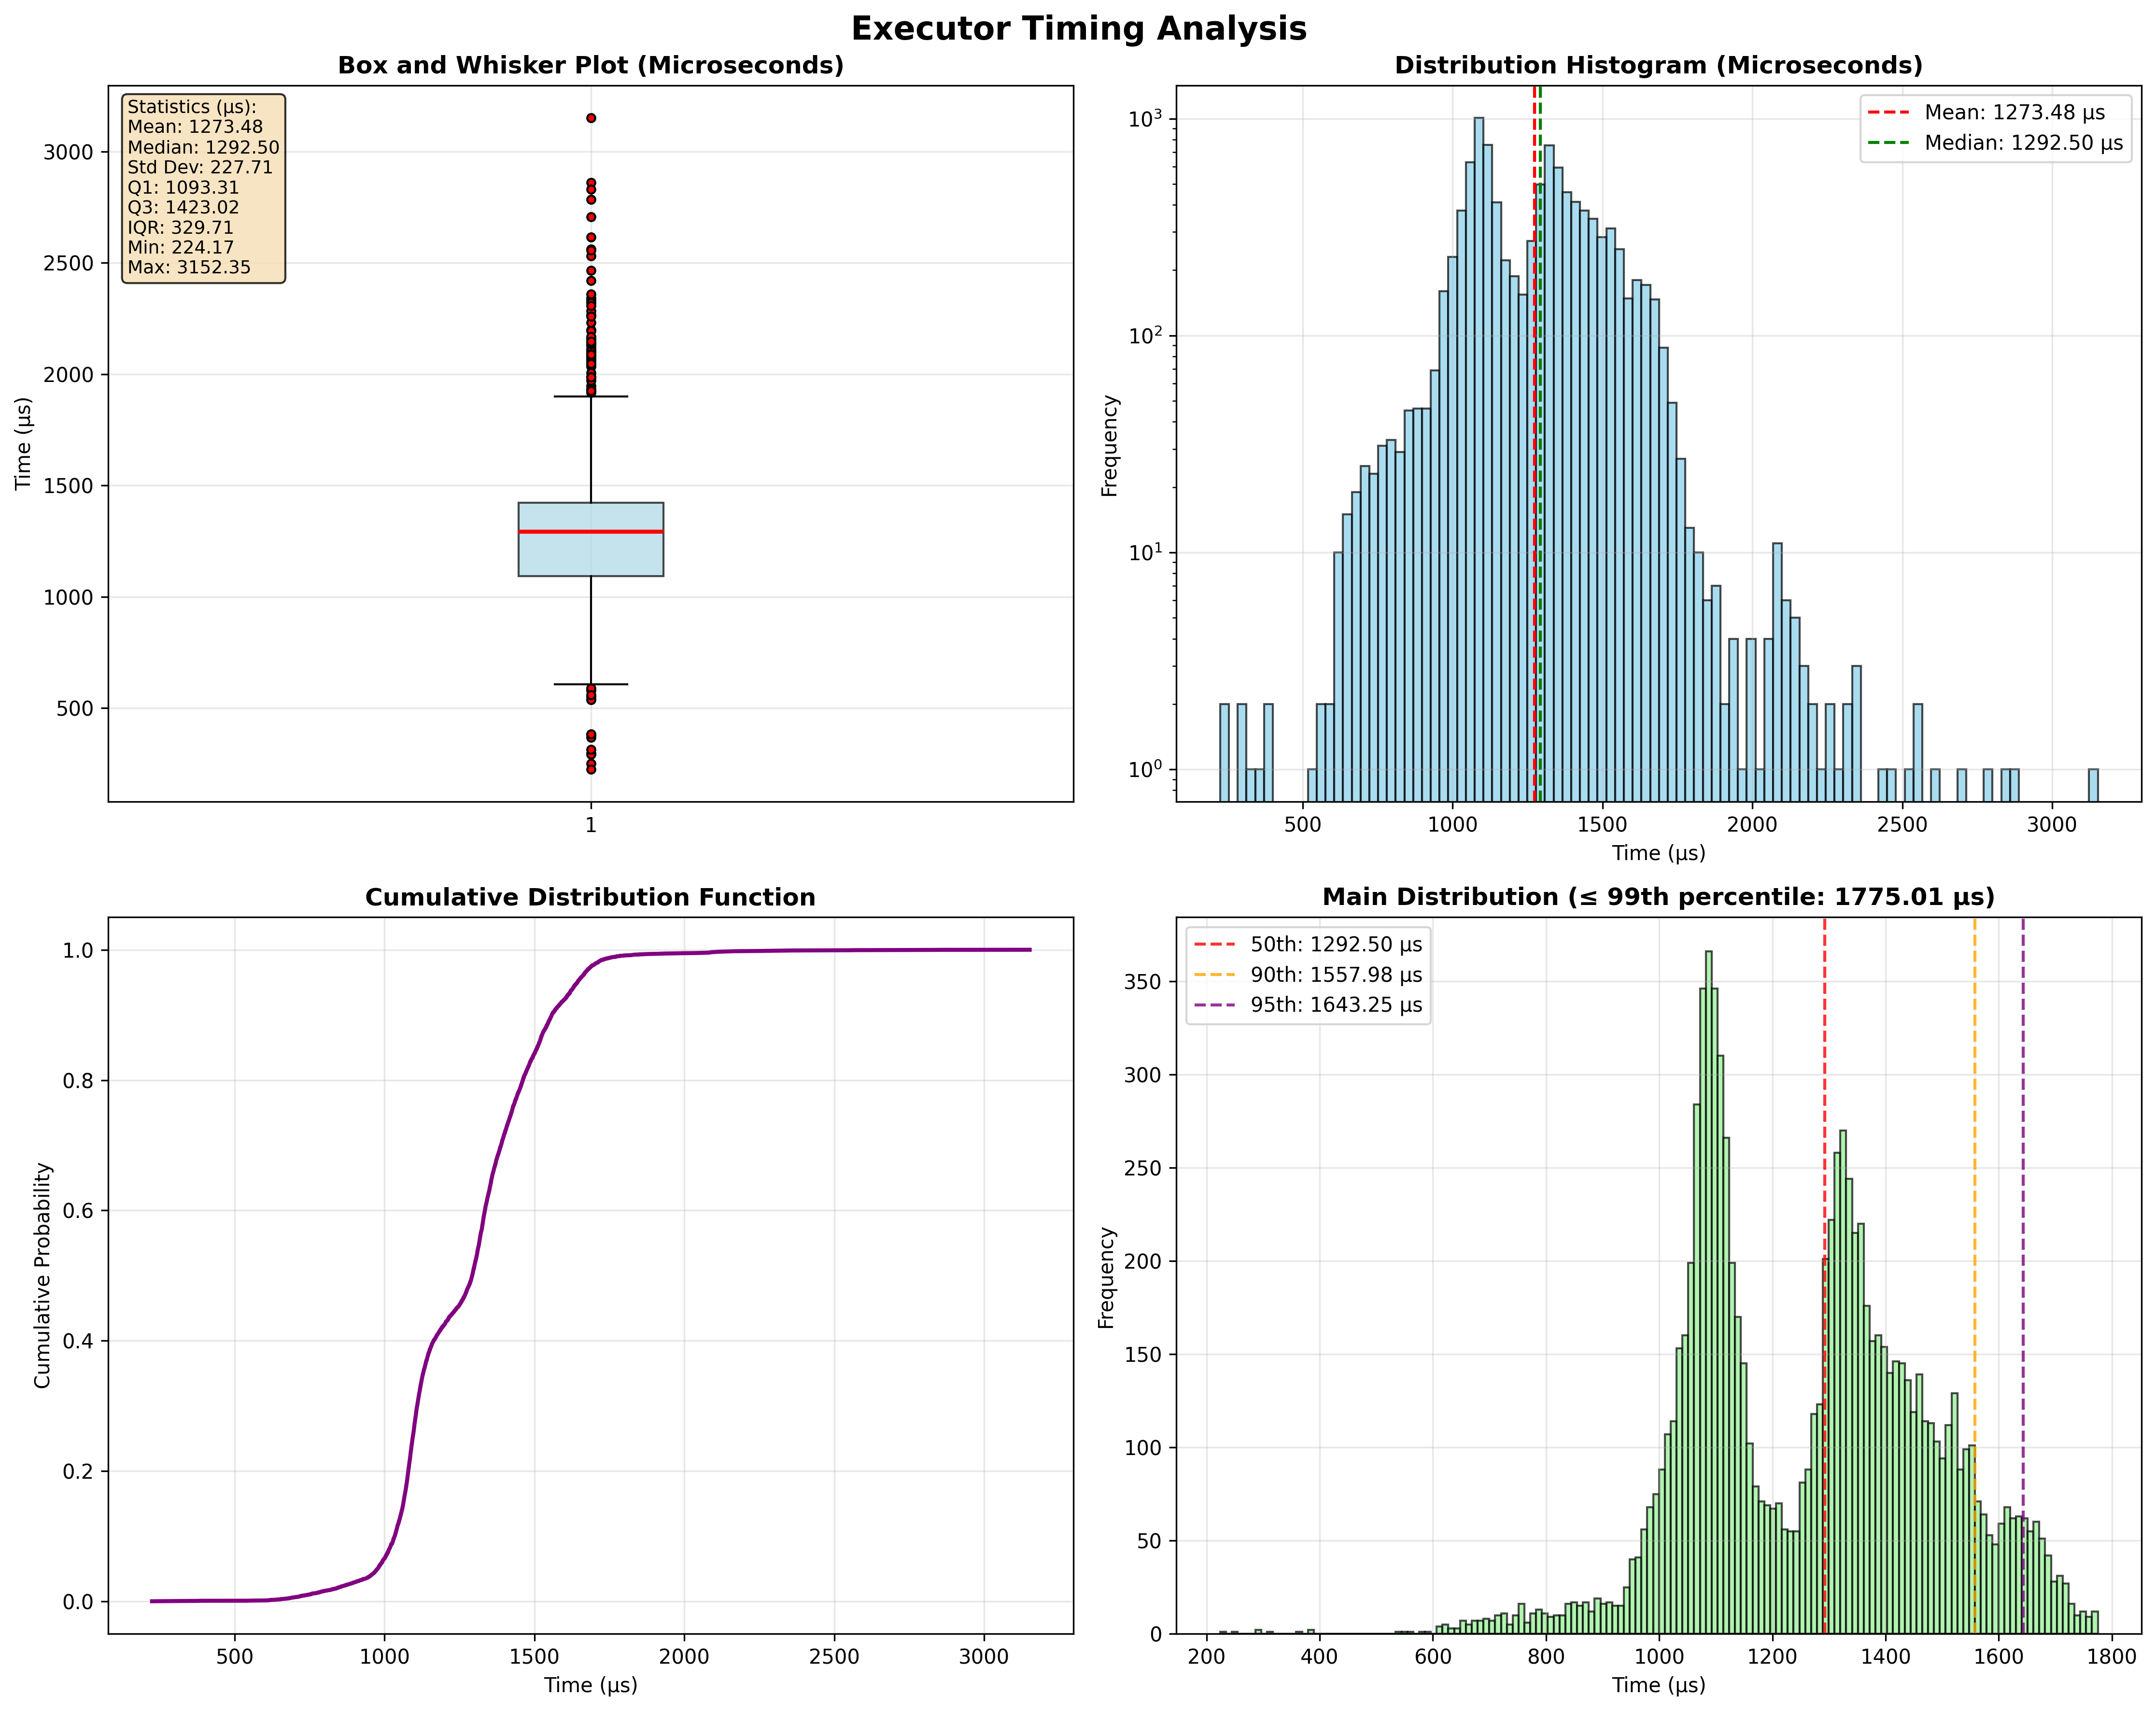 Executor Timing Analysis
Box and Whisker Plot (Microseconds)
Statistics (µs):
Mean: 1273.48
Median: 1292.50
Std Dev: 227.71
Q1: 1093.31
Q3: 1423.02
IQR: 329.71
Min: 224.17
Max: 3152.35
Time (µs)
3000
2500
2000
1500
1000
500
1
Distribution Histogram (Microseconds)
Mean: 1273.48 µs
Median: 1292.50 µs
Frequency
10³
10²
10¹
10⁰
500 1000 1500 2000 2500 3000
Time (µs)
Cumulative Distribution Function
Cumulative Probability
1.0
0.8
0.6
0.4
0.2
0.0
500 1000 1500 2000 2500 3000
Time (µs)
Main Distribution (≤ 99th percentile: 1775.01 µs)
50th: 1292.50 µs
90th: 1557.98 µs
95th: 1643.25 µs
Frequency
350
300
250
200
150
100
50
0
200 400 600 800 1000 1200 1400 1600 1800
Time (µs)